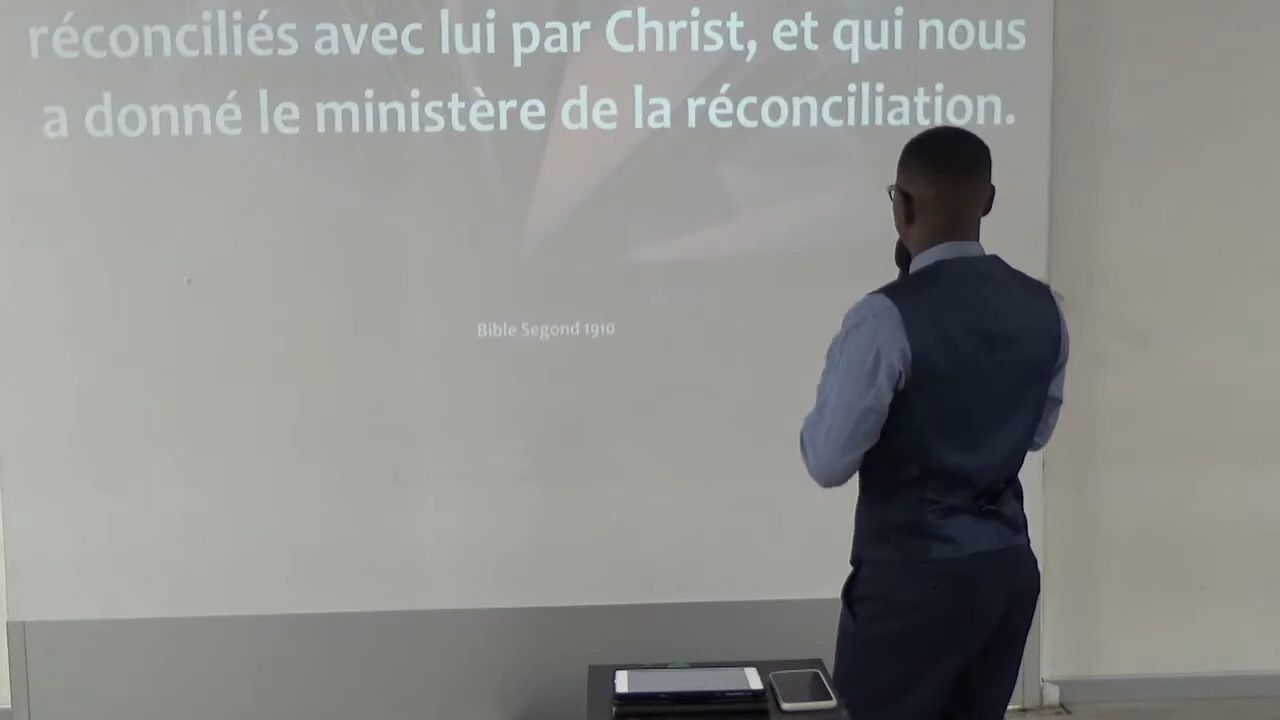 réconciliés avec lui par Christ, et qui nous
a donné le ministère de la réconciliation.
Bible Segond 1910